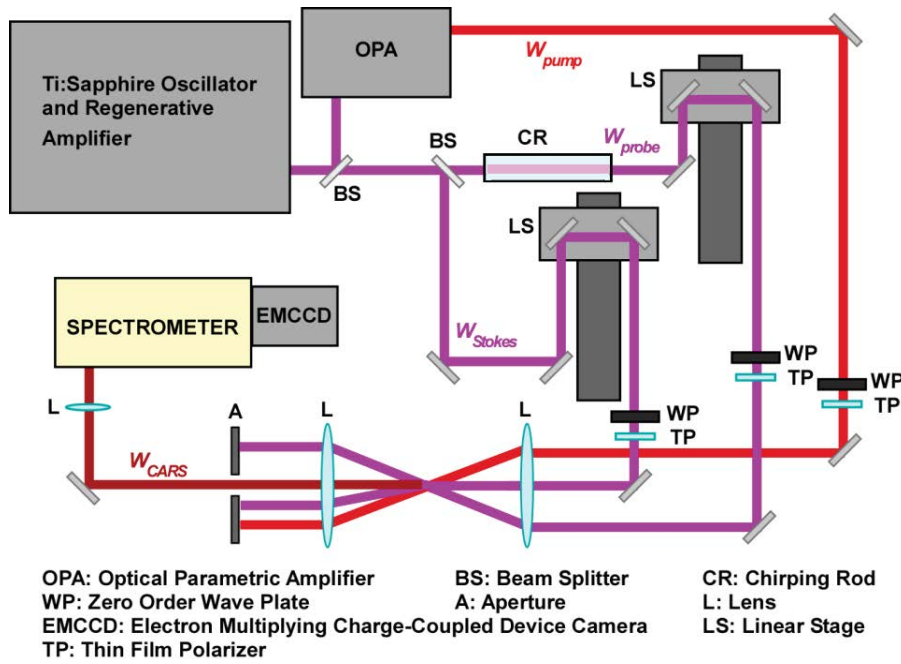 OPA
W_pump
Ti:Sapphire Oscillator
and Regenerative
Amplifier
LS
BS
CR
W_probe
BS
LS
SPECTROMETER
EMCCD
W_Stokes
WP
TP
WP
TP
L
A
L
L
WP
TP
W_CARS
OPA: Optical Parametric Amplifier
BS: Beam Splitter
CR: Chirping Rod
WP: Zero Order Wave Plate
A: Aperture
L: Lens
EMCCD: Electron Multiplying Charge-Coupled Device Camera
LS: Linear Stage
TP: Thin Film Polarizer